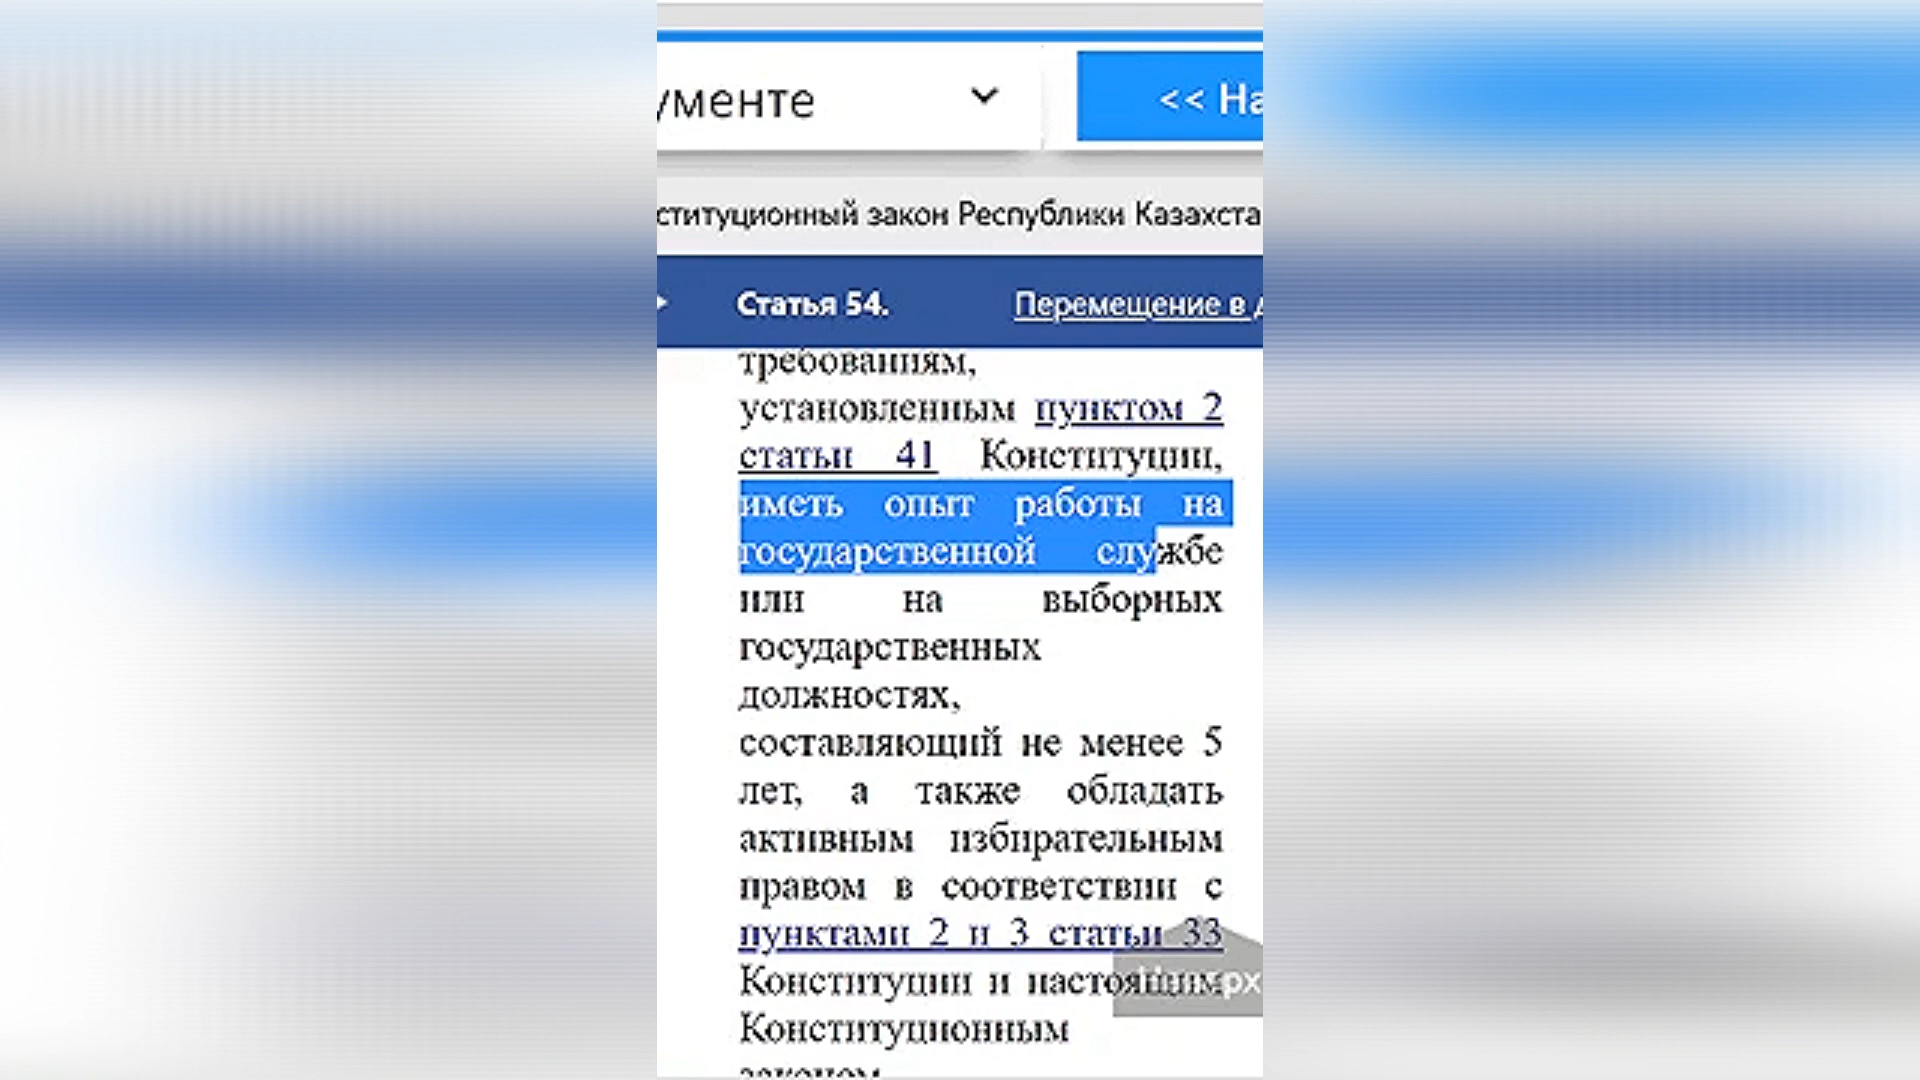 ументе
<< На
ституционный закон Республики Казахста
Статья 54. Перемещение в д
требованиям,
установленным пунктом 2
статьи 41 Конституции,
иметь опыт работы на
государственной службе
или на выборных
государственных
должностях,
составляющий не менее 5
лет, а также обладать
активным избирательным
правом в соответствии с
пунктами 2 и 3 статьи 33
Конституции и настоящим
Конституционным
законом.